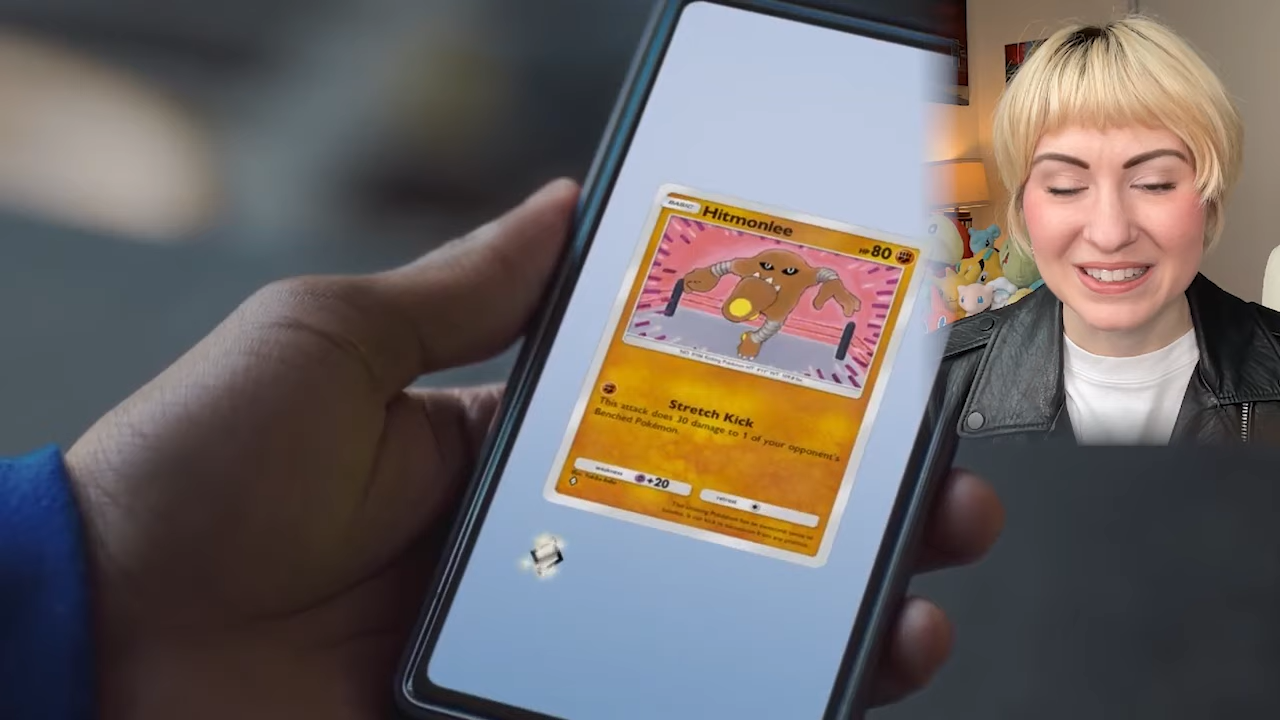 BASIC
Hitmonlee
HP 80
Stretch Kick
This attack does 30 damage to 1 of your opponent's
Benched Pokémon.
weakness
+20
retreat